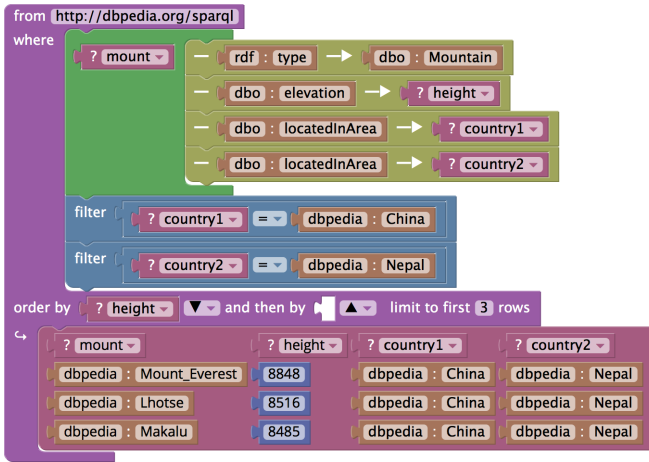 from http://dbpedia.org/sparql
where
? mount
rdf : type dbo : Mountain
dbo : elevation ? height
dbo : locatedInArea ? country1
dbo : locatedInArea ? country2
filter ? country1 = dbpedia : China
filter ? country2 = dbpedia : Nepal
order by ? height ▼ and then by ▲ limit to first 3 rows
? mount ? height ? country1 ? country2
dbpedia : Mount_Everest 8848 dbpedia : China dbpedia : Nepal
dbpedia : Lhotse 8516 dbpedia : China dbpedia : Nepal
dbpedia : Makalu 8485 dbpedia : China dbpedia : Nepal